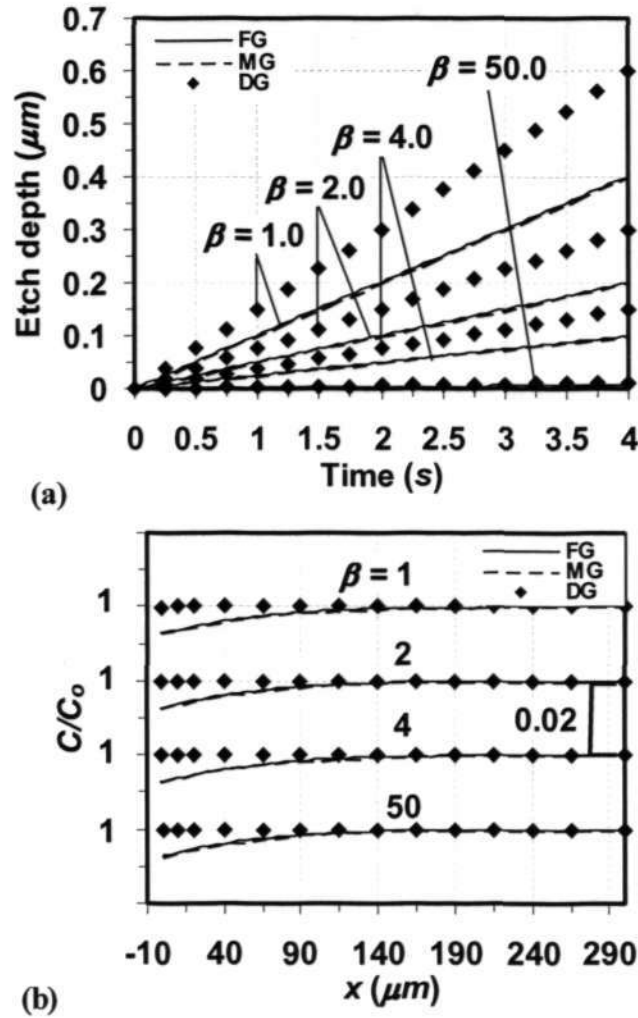 0.7
FG
MG
DG
β = 50.0
0.6
0.5
β = 4.0
0.4
β = 2.0
0.3
β = 1.0
0.2
0.1
0
Etch depth (μm)
0 0.5 1 1.5 2 2.5 3 3.5 4
Time (s)
(a)
FG
MG
DG
β = 1
1
2
1
0.02
4
1
50
1
C/Co
-10 40 90 140 190 240 290
x (μm)
(b)